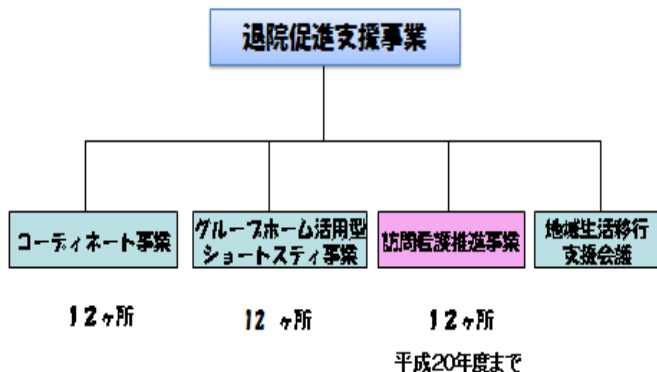 退院促進支援事業
コーディネート事業
グループホーム活用型
ショートスティ事業
訪問看護推進事業
地域生活移行
支援会議
12ヶ所
12 ヶ所
12ヶ所
平成20年度まで